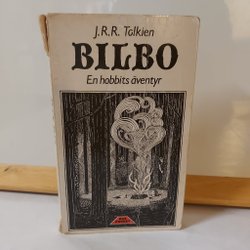 J.R.R. Tolkien
BILBO
En hobbits äventyr